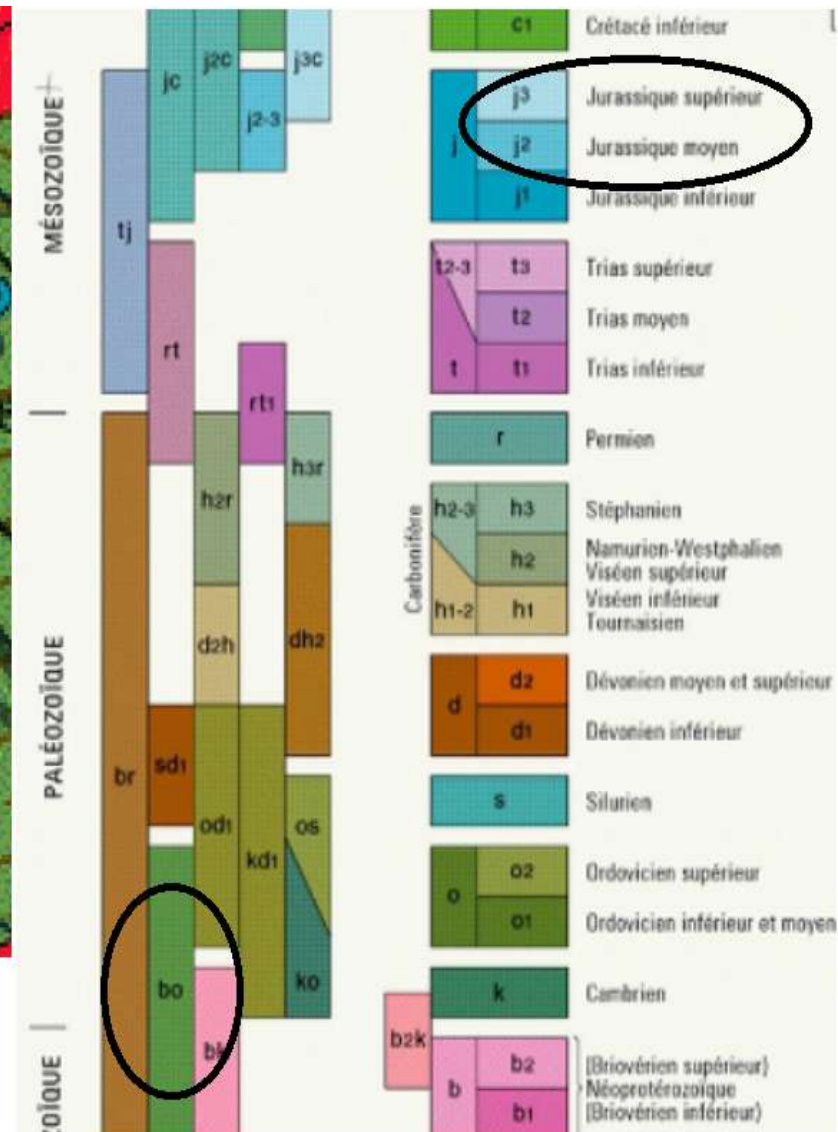 c1 Crétacé inférieur
MÉSOZOÏQUE
jc
j2c
j3c
j2-3
tj
j
j3 Jurassique supérieur
j2 Jurassique moyen
j1 Jurassique inférieur
rt
rt1
t2-3
t
t3 Trias supérieur
t2 Trias moyen
t1 Trias inférieur
PALÉOZOÏQUE
r Permien
h2r
h3r
Carbonifère
h2-3
h1-2
h3 Stéphanien
h2 Namurien-Westphalien
Viséen supérieur
h1 Viséen inférieur
Tournaisien
d2h
dh2
d
d2 Dévonien moyen et supérieur
d1 Dévonien inférieur
br
sd1
od1
kd1
os
s Silurien
o
o2 Ordovicien supérieur
o1 Ordovicien inférieur et moyen
bo
ko
k Cambrien
b2k
b
b2 (Briovérien supérieur)
Néoprotérozoïque
b1 (Briovérien inférieur)